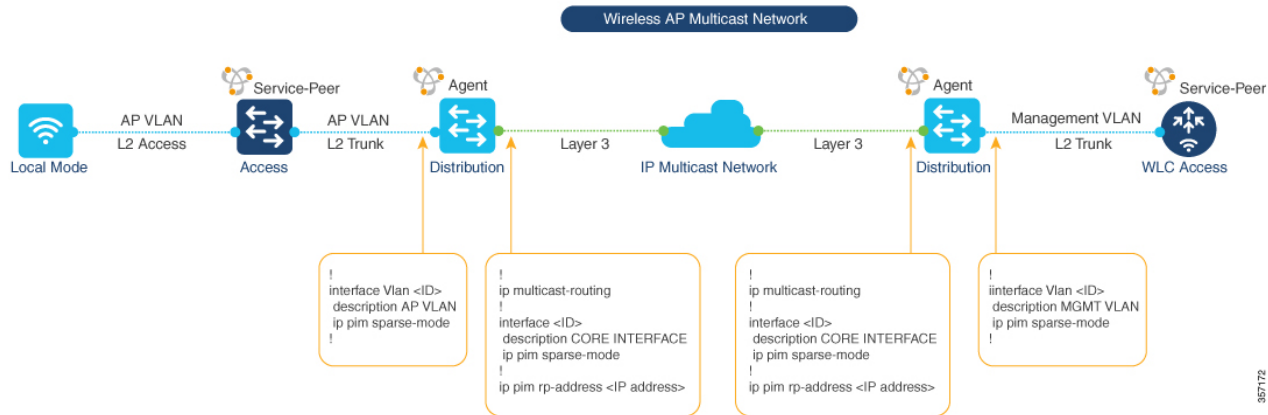 Wireless AP Multicast Network
Service-Peer
Agent
Agent
Service-Peer
AP VLAN
AP VLAN
Management VLAN
L2 Access
L2 Trunk
Layer 3
Layer 3
L2 Trunk
Local Mode
Access
Distribution
IP Multicast Network
Distribution
WLC Access
!
interface Vlan <ID>
description AP VLAN
ip pim sparse-mode
!
!
ip multicast-routing
!
interface <ID>
description CORE INTERFACE
ip pim sparse-mode
!
ip pim rp-address <IP address>
!
ip multicast-routing
!
interface <ID>
description CORE INTERFACE
ip pim sparse-mode
!
ip pim rp-address <IP address>
!
iinterface Vlan <ID>
description MGMT VLAN
ip pim sparse-mode
!
357172